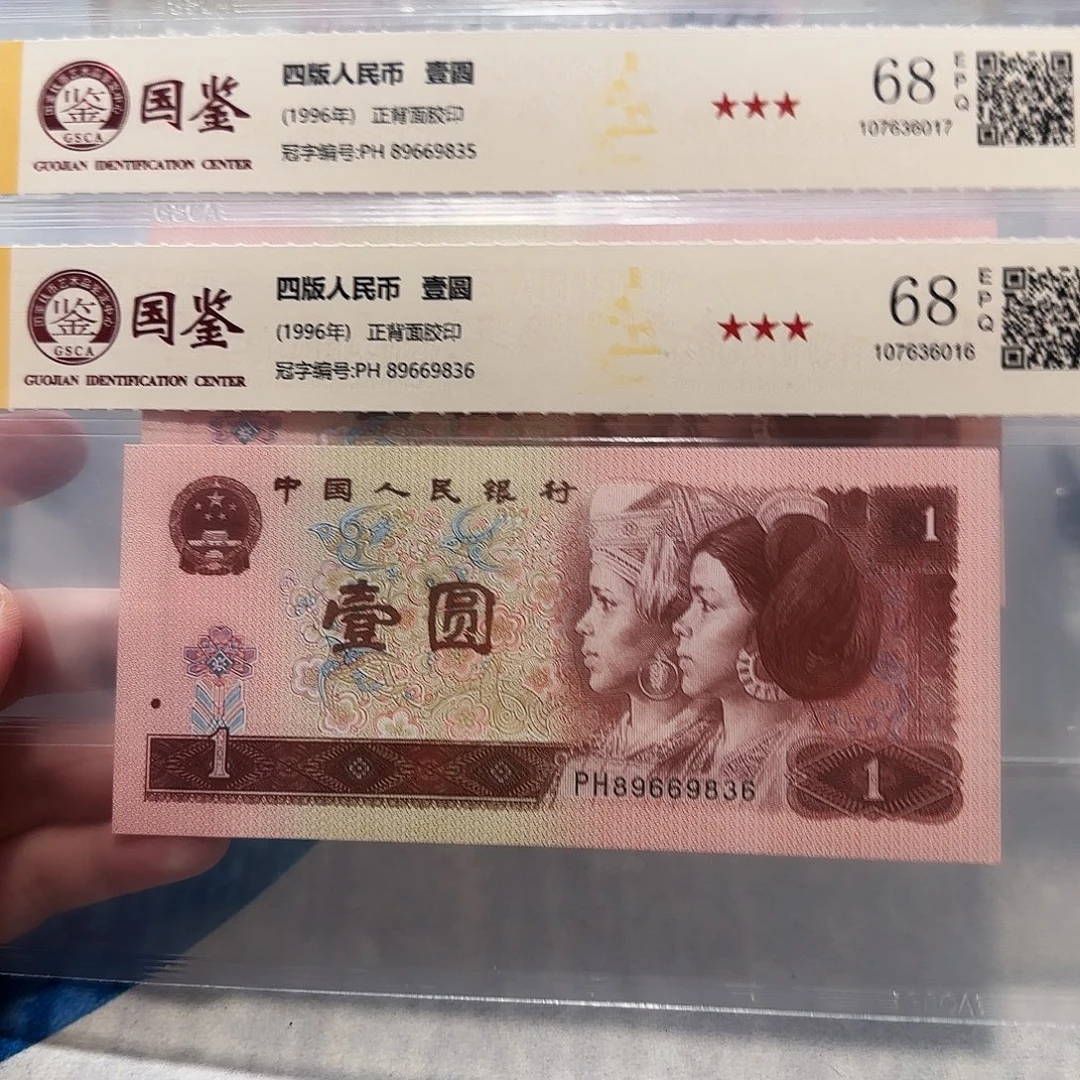 四版人民币 壹圆
(1996年) 正背面胶印
冠字编号:PH 89669835
鉴
GSCA
国鉴
GUOJIAN IDENTIFICATION CENTER
★★★
68
EPQ
107636017
GSCA
四版人民币 壹圆
(1996年) 正背面胶印
冠字编号:PH 89669836
鉴
GSCA
国鉴
GUOJIAN IDENTIFICATION CENTER
★★★
68
EPQ
107636016
中国人民银行
1
壹圆
1
PH89669836
1